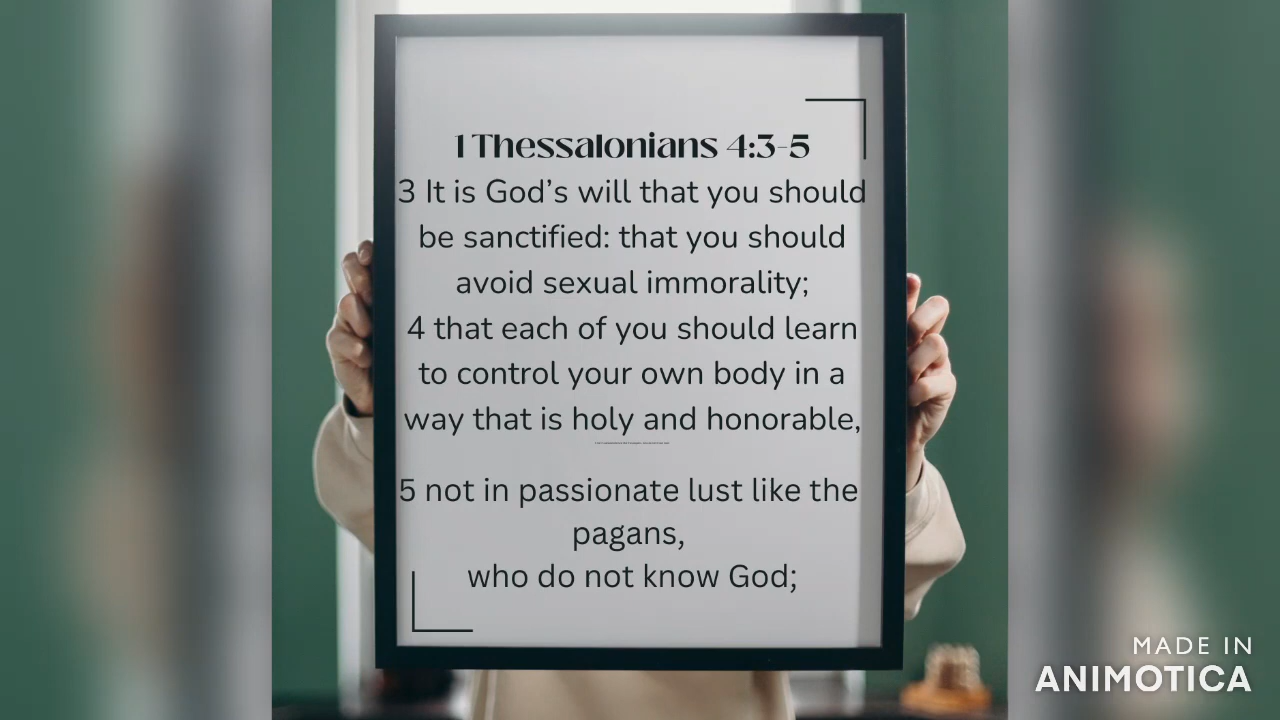 1 Thessalonians 4:3-5
3 It is God’s will that you should
be sanctified: that you should
avoid sexual immorality;
4 that each of you should learn
to control your own body in a
way that is holy and honorable,
5 not in passionate lust like the
pagans,
who do not know God;
MADE IN
ANIMOTICA